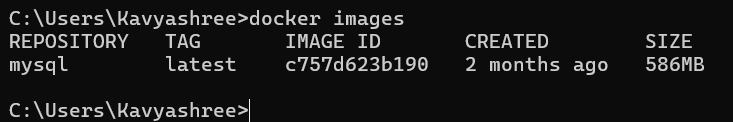 C:\Users\Kavyashree>docker images
REPOSITORY   TAG       IMAGE ID       CREATED        SIZE
mysql        latest    c757d623b190   2 months ago   586MB
C:\Users\Kavyashree>